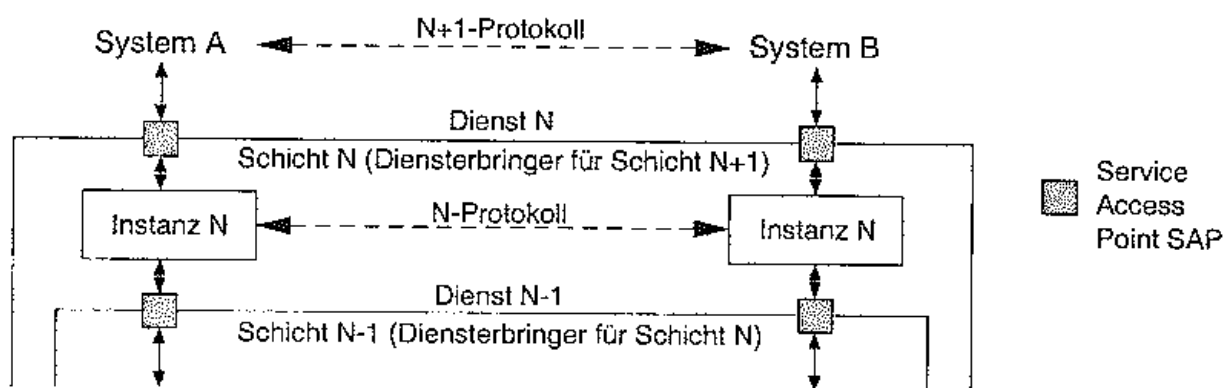 N+1-Protokoll
System A
System B
Dienst N
Schicht N (Diensterbringer für Schicht N+1)
Instanz N
N-Protokoll
Instanz N
Dienst N-1
Schicht N-1 (Diensterbringer für Schicht N)
Service
Access
Point SAP